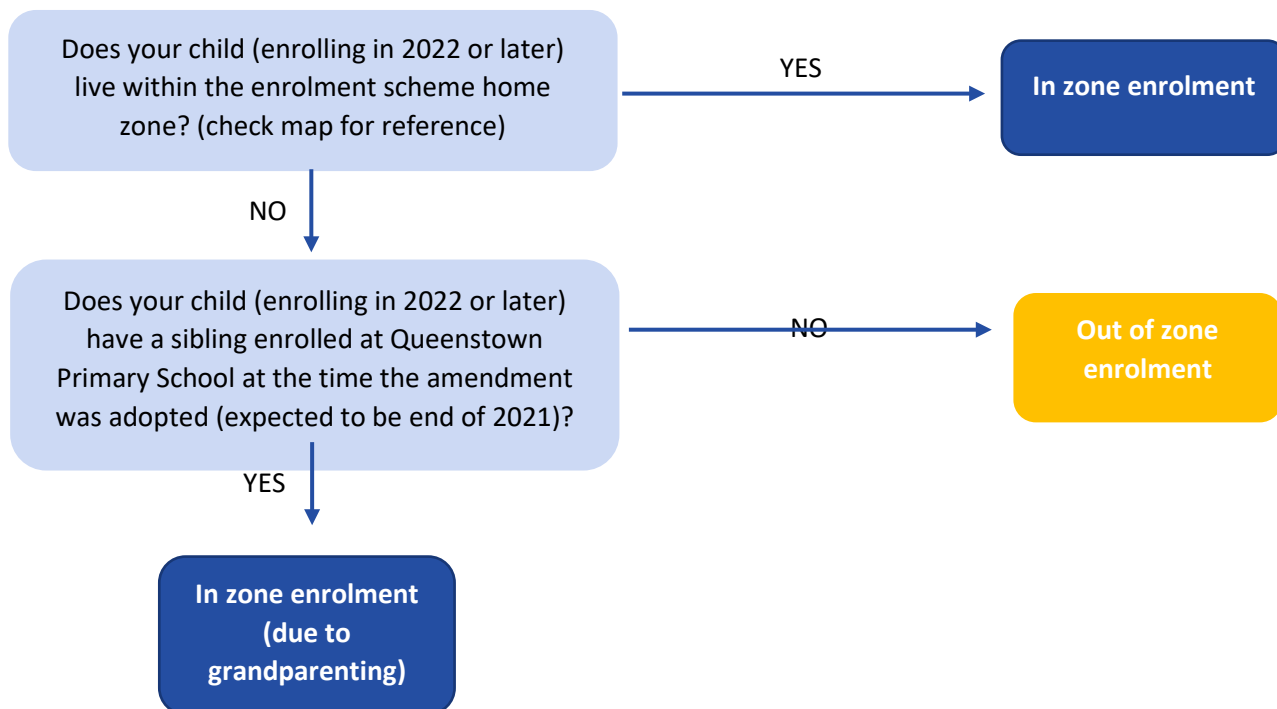 Does your child (enrolling in 2022 or later)
live within the enrolment scheme home
zone? (check map for reference)
YES
In zone enrolment
NO
Does your child (enrolling in 2022 or later)
have a sibling enrolled at Queenstown
Primary School at the time the amendment
was adopted (expected to be end of 2021)?
NO
Out of zone
enrolment
YES
In zone enrolment
(due to
grandparenting)